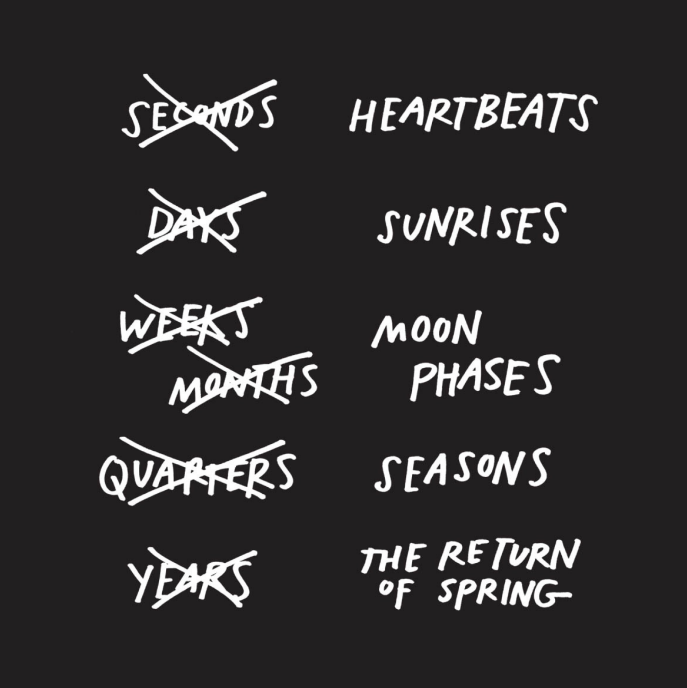 SECONDS HEARTBEATS
DAYS SUNRISES
WEEKS MOON
MONTHS PHASES
QUARTERS SEASONS
YEARS THE RETURN
OF SPRING